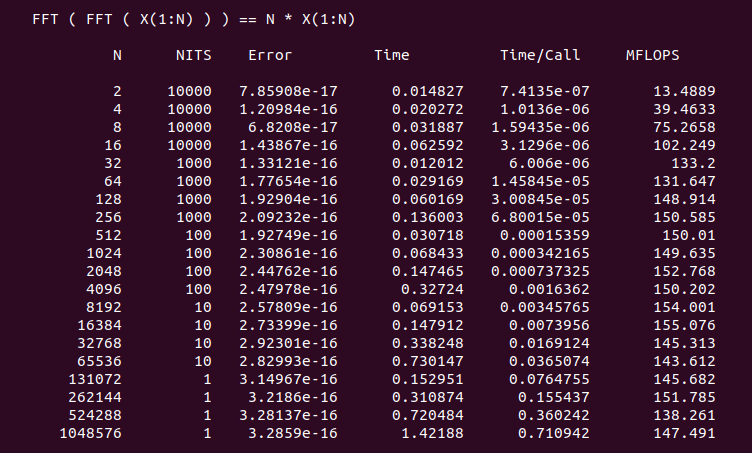 FFT ( FFT ( X(1:N) ) ) == N * X(1:N)
N NITS Error Time Time/Call MFLOPS
2 10000 7.85908e-17 0.014827 7.4135e-07 13.4889
4 10000 1.20984e-16 0.020272 1.0136e-06 39.4633
8 10000 6.8208e-17 0.031887 1.59435e-06 75.2658
16 10000 1.43867e-16 0.062592 3.1296e-06 102.249
32 1000 1.33121e-16 0.012012 6.006e-06 133.2
64 1000 1.77654e-16 0.029169 1.45845e-05 131.647
128 1000 1.92904e-16 0.060169 3.00845e-05 148.914
256 1000 2.09232e-16 0.136003 6.80015e-05 150.585
512 100 1.92749e-16 0.030718 0.00015359 150.01
1024 100 2.30861e-16 0.068433 0.000342165 149.635
2048 100 2.44762e-16 0.147465 0.000737325 152.768
4096 100 2.47978e-16 0.32724 0.0016362 150.202
8192 10 2.57809e-16 0.069153 0.00345765 154.001
16384 10 2.73399e-16 0.147912 0.0073956 155.076
32768 10 2.92301e-16 0.338248 0.0169124 145.313
65536 10 2.82993e-16 0.730147 0.0365074 143.612
131072 1 3.14967e-16 0.152951 0.0764755 145.682
262144 1 3.2186e-16 0.310874 0.155437 151.785
524288 1 3.28137e-16 0.720484 0.360242 138.261
1048576 1 3.2859e-16 1.42188 0.710942 147.491